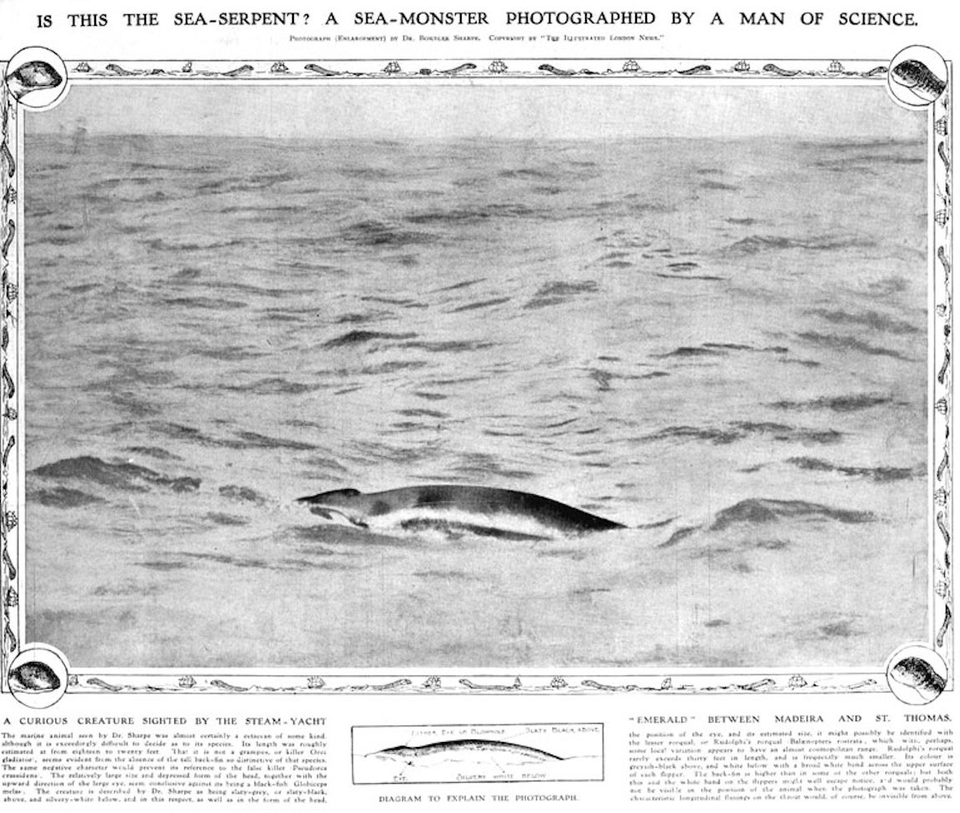 IS THIS THE SEA-SERPENT? A SEA-MONSTER PHOTOGRAPHED BY A MAN OF SCIENCE.
PHOTOGRAPH (ENLARGEMENT) BY DR. BOWDLER SHARPE. COPYRIGHT BY "THE ILLUSTRATED LONDON NEWS."
A CURIOUS CREATURE SIGHTED BY THE STEAM-YACHT
The marine animal seen by Dr. Sharpe was almost certainly a cetacean of some kind,
although it is exceedingly difficult to decide as to its species. Its length was roughly
estimated at from eighteen to twenty feet. That it is not a grampus, or killer Orca
gladiator, seems evident from the absence of the tall back-fin so distinctive of that species.
The same negative character would prevent its reference to the false killer Pseudorca
crassidens. The relatively large size and depressed form of the head, together with the
upward direction of the large eye, seem conclusive against its being a black-fish Globiceps
melas. The creature is described by Dr. Sharpe as being slaty-grey, or slaty-black,
above, and silvery-white below, and in this respect, as well as in the form of the head,
EITHER EYE OR BLOWHOLE
SLATY BLACK ABOVE
EYE
SILVERY WHITE BELOW
DIAGRAM TO EXPLAIN THE PHOTOGRAPH.
"EMERALD" BETWEEN MADEIRA AND ST. THOMAS.
the position of the eye, and its estimated size, it might possibly be identified with
the lesser rorqual, or Rudolphi's rorqual Balænoptera rostrata, which with, perhaps,
some local variation appears to have an almost cosmopolitan range. Rudolphi's rorqual
rarely exceeds thirty feet in length, and is frequently much smaller. Its colour is
greyish-black above, and white below with a broad white band across the upper surface
of each flipper. The back-fin is higher than in some of the other rorquals; but both
this and the white band on the flippers might well escape notice, and would probably
not be visible in the position of the animal when the photograph was taken. The
characteristic longitudinal flutings on the throat would, of course, be invisible from above.